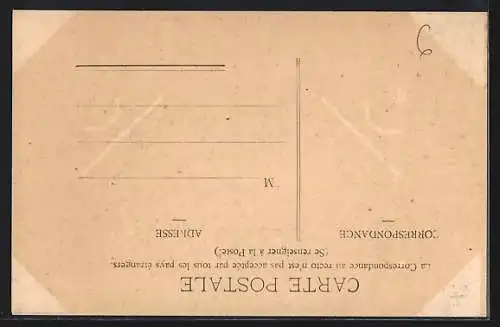 CARTE POSTALE
La Correspondance au recto n'est pas acceptée par tous les pays étrangers.
(Se renseigner à la Poste.)
CORRESPONDANCE
ADRESSE
M